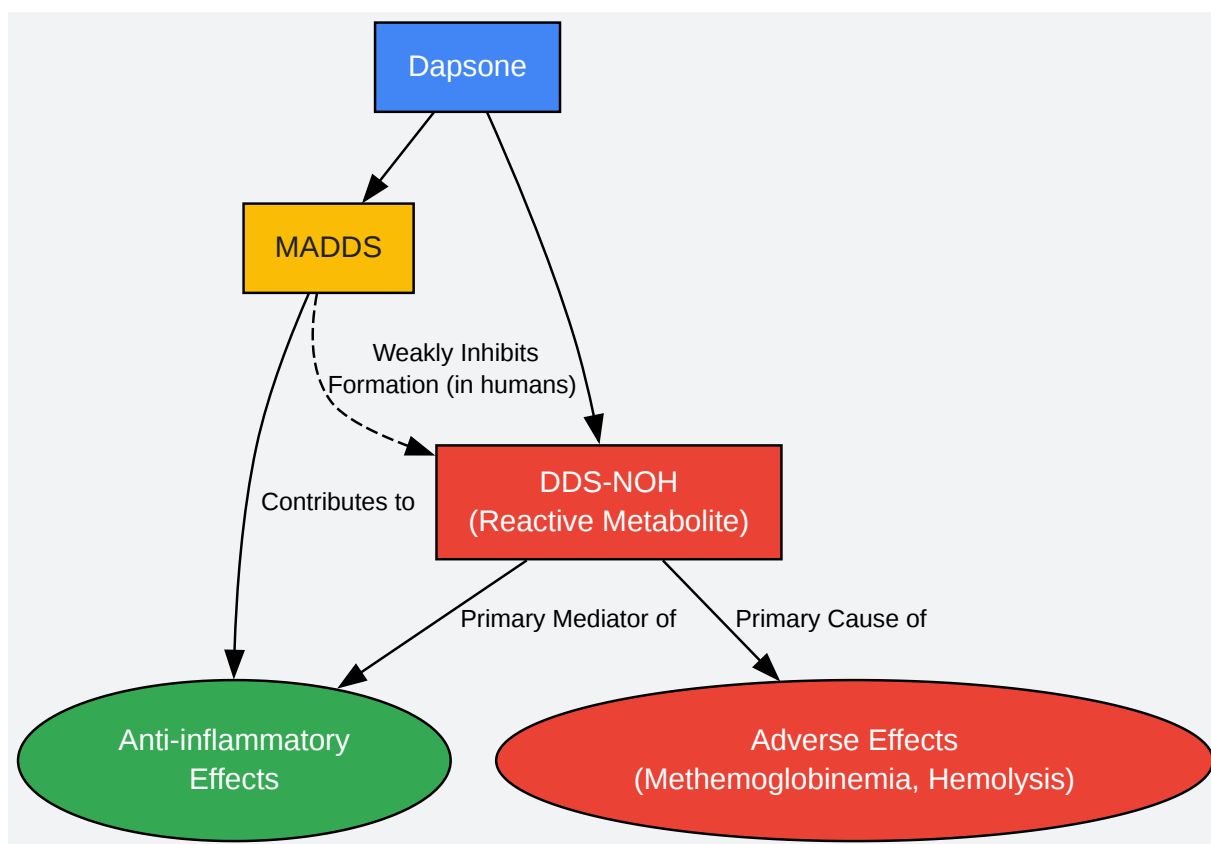 Dapsone
MADDS
Weakly Inhibits
Formation (in humans)
DDS-NOH
(Reactive Metabolite)
Contributes to
Primary Mediator of
Primary Cause of
Anti-inflammatory
Effects
Adverse Effects
(Methemoglobinemia, Hemolysis)